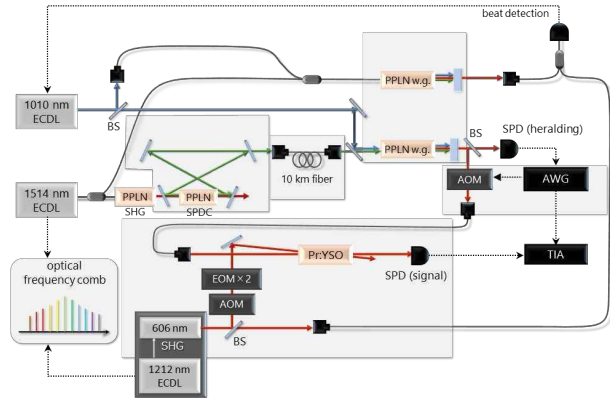 beat detection
1010 nm
ECDL
BS
PPLN w.g.
SPD (heralding)
BS
PPLN w.g.
10 km fiber
AOM
AWG
1514 nm
ECDL
PPLN
SHG
PPLN
SPDC
TIA
Pr:YSO
SPD (signal)
EOM×2
AOM
optical
frequency comb
606 nm
BS
SHG
1212 nm
ECDL